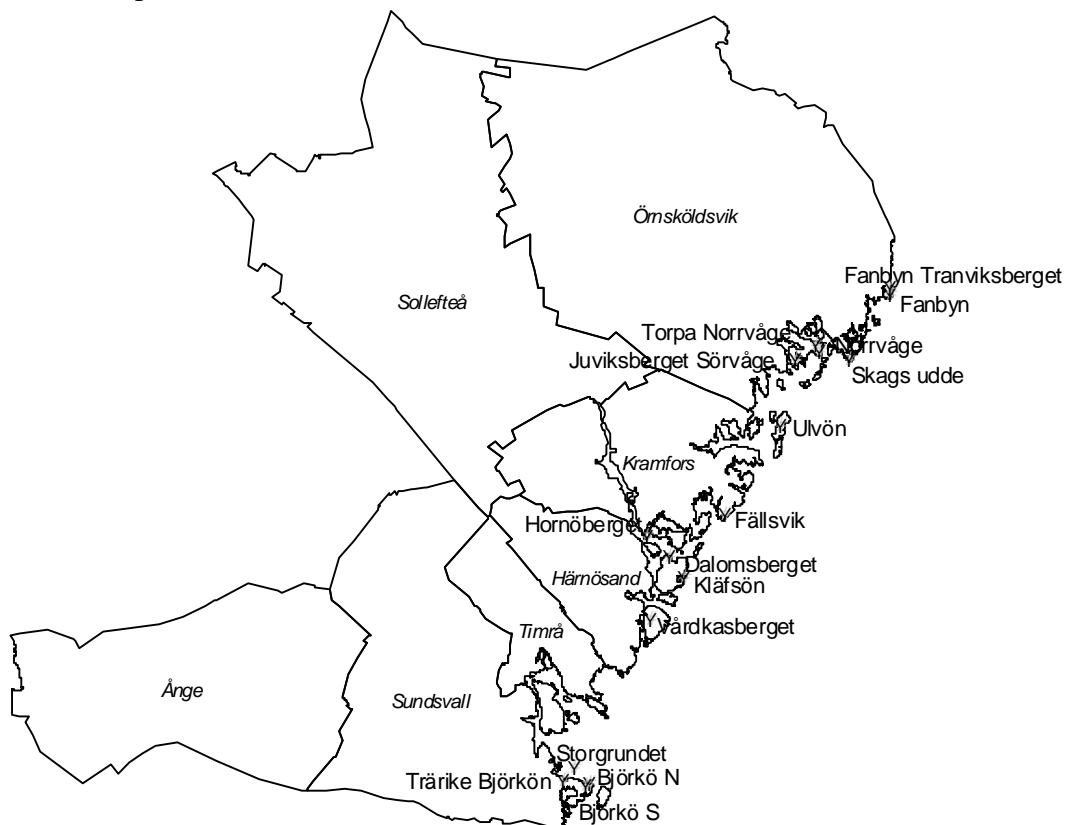 Örnsköldsvik
Fanbyn Tranviksberget
Sollefteå
Fanbyn
Torpa Norrvåge
Norrvåge
Juviksberget Sörvåge
Skags udde
Ulvön
Kramfors
Hornöberget
Fällsvik
Dalomsberget
Härnösand
Kläfsön
Vårdkasberget
Timrå
Ånge
Sundsvall
Storgrundet
Trärike Björkön
Björkö N
Björkö S